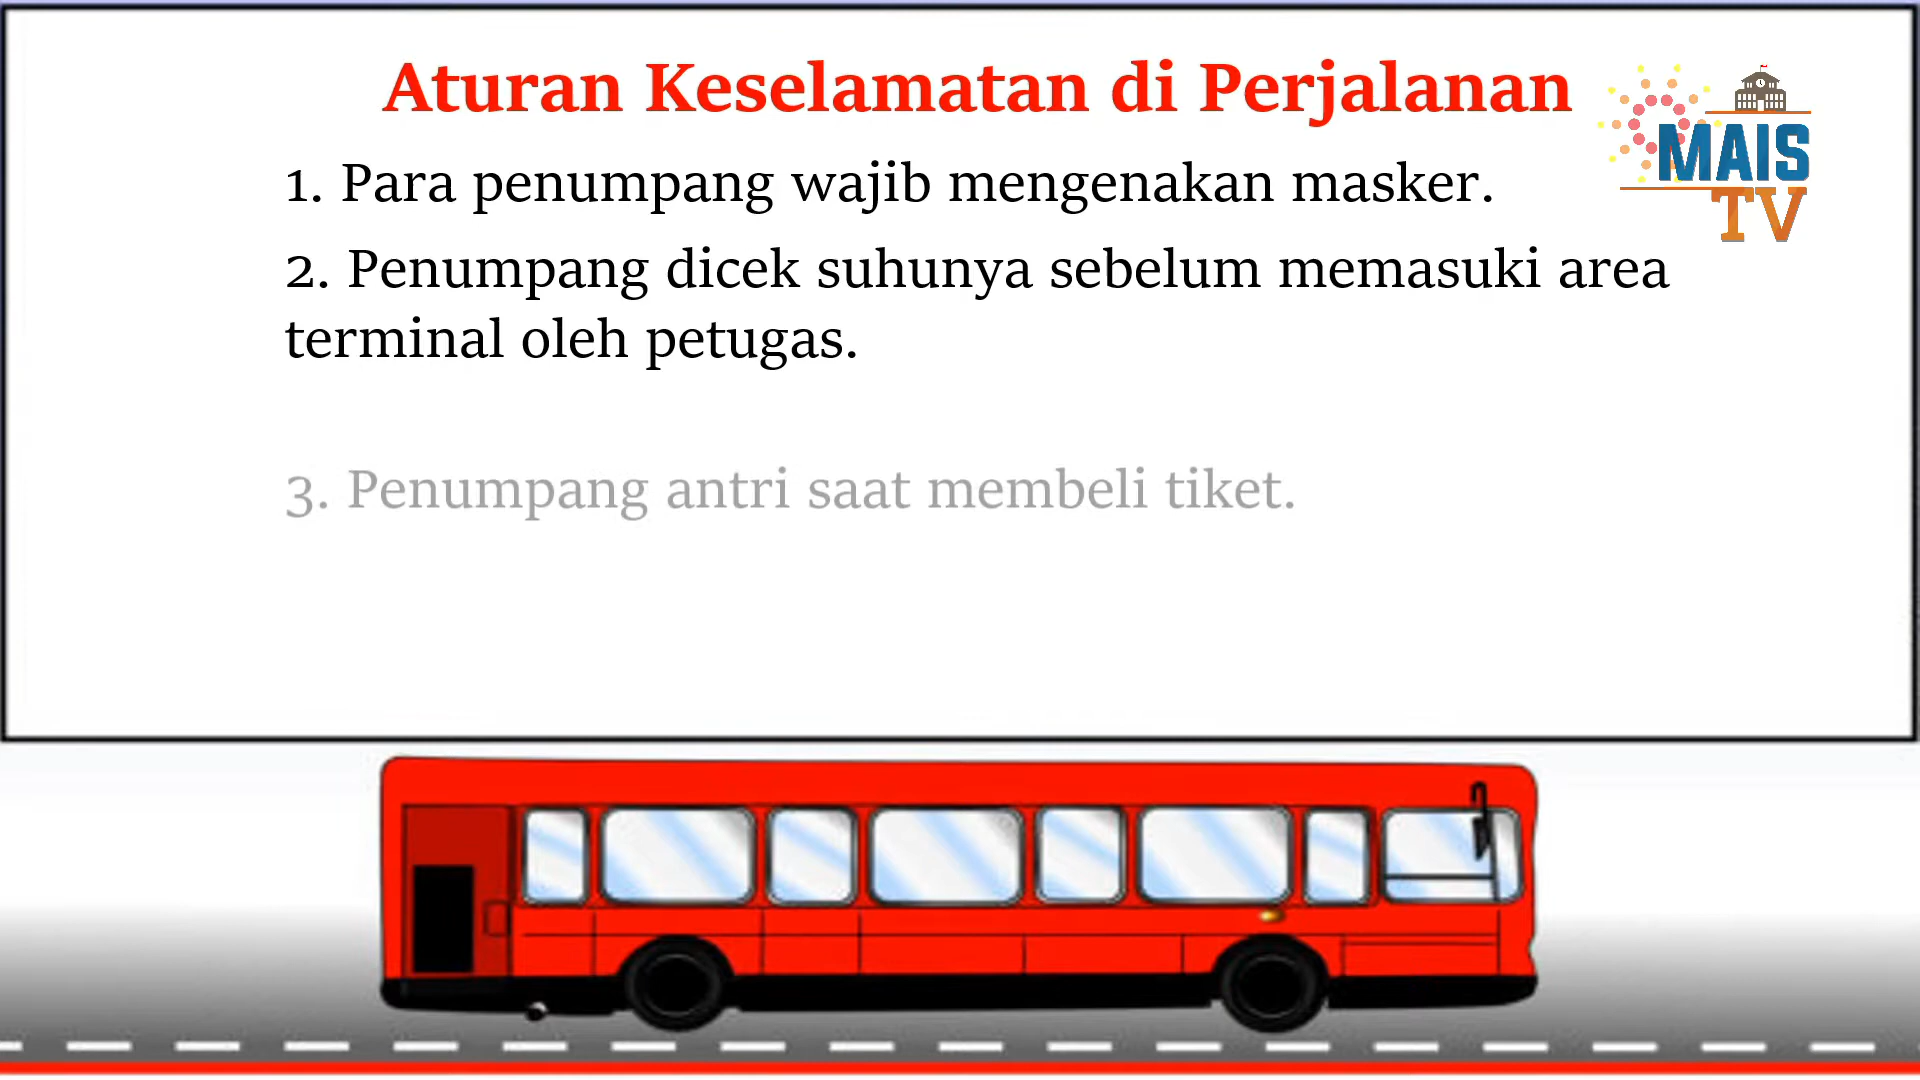 Aturan Keselamatan di Perjalanan
MAIS
TV
1. Para penumpang wajib mengenakan masker.
2. Penumpang dicek suhunya sebelum memasuki area
terminal oleh petugas.
3. Penumpang antri saat membeli tiket.